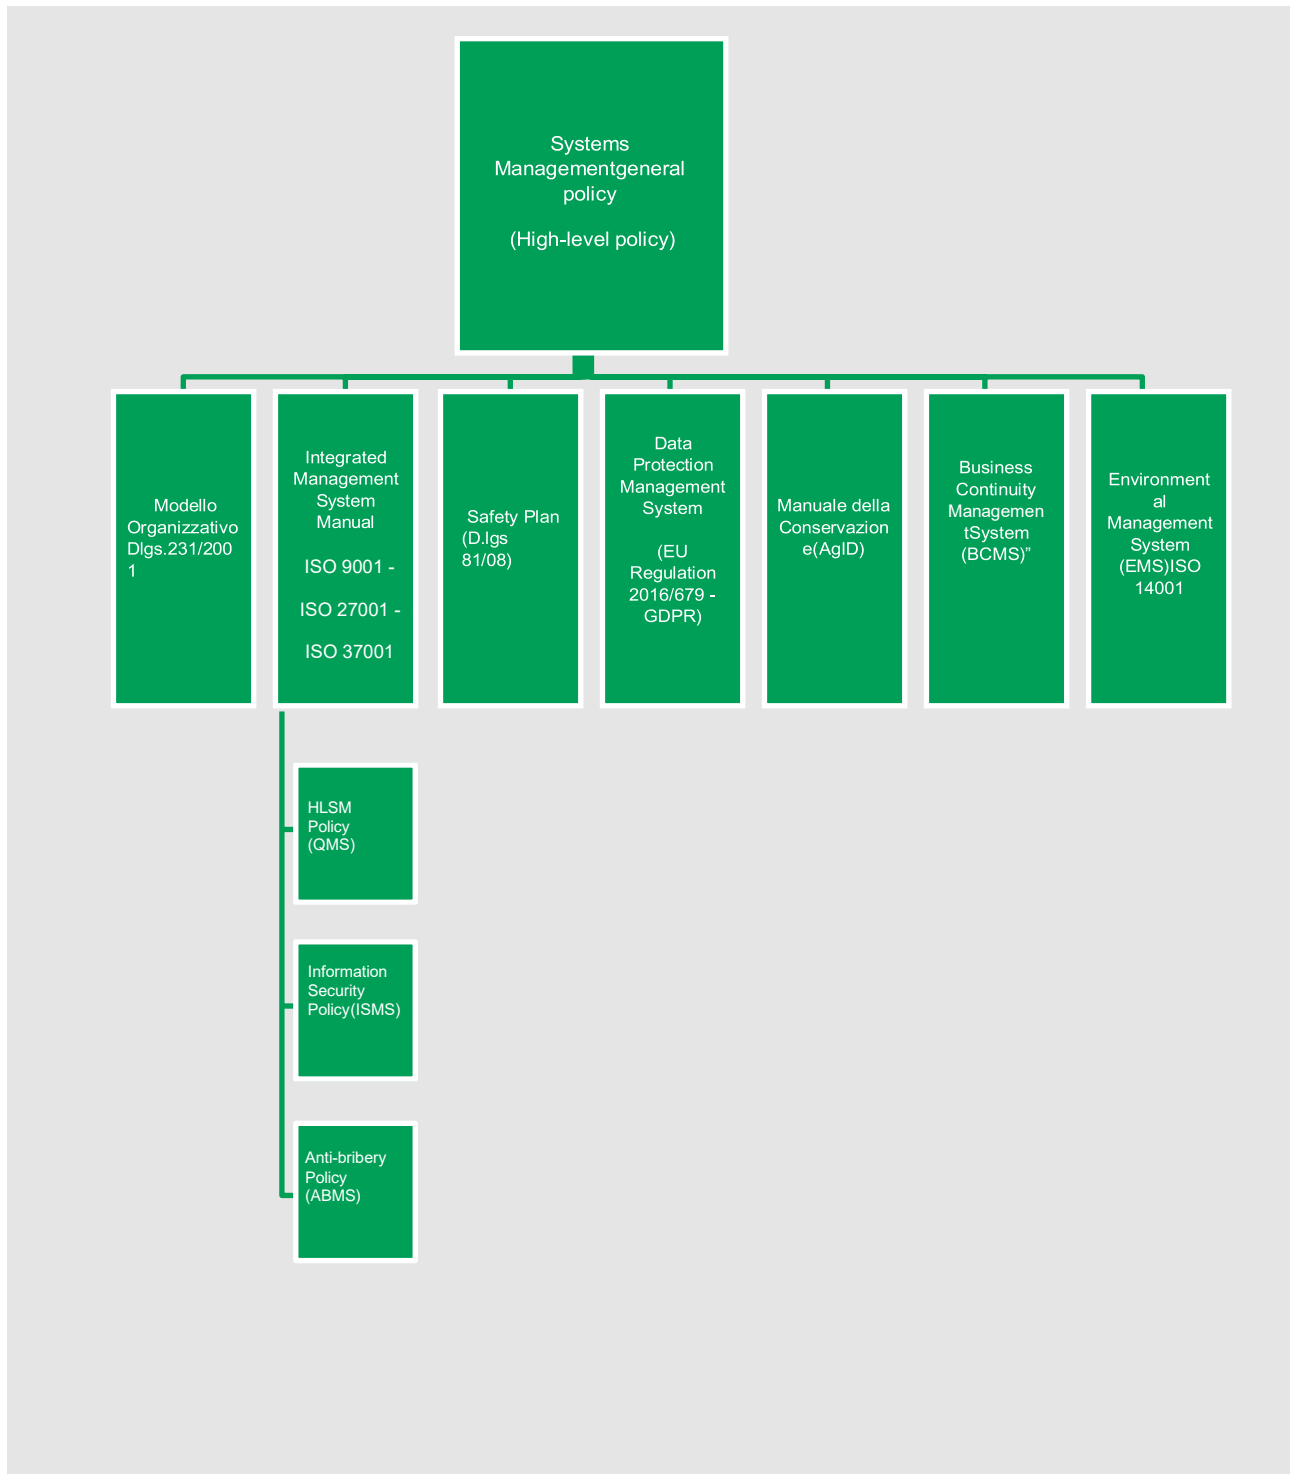 Systems
Managementgeneral
policy
(High-level policy)
Modello
Organizzativo
Dlgs.231/200
1
Integrated
Management
System
Manual
ISO 9001 -
ISO 27001 -
ISO 37001
Safety Plan
(D.lgs
81/08)
Data
Protection
Management
System
(EU
Regulation
2016/679 -
GDPR)
Manuale della
Conservazion
e(AgID)
Business
Continuity
Managemen
tSystem
(BCMS)”
Environment
al
Management
System
(EMS)ISO
14001
HLSM
Policy
(QMS)
Information
Security
Policy(ISMS)
Anti-bribery
Policy
(ABMS)